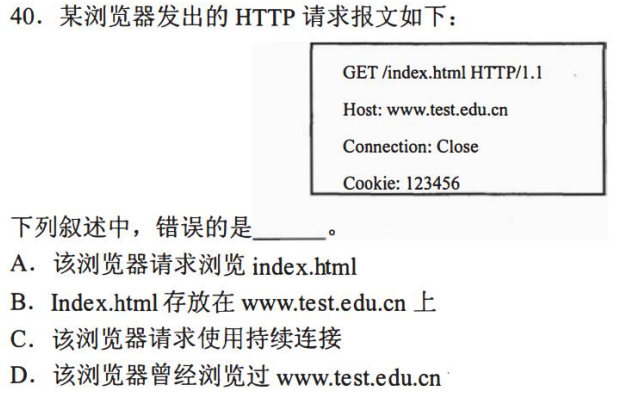 40．某浏览器发出的 HTTP 请求报文如下：
GET /index.html HTTP/1.1
Host: www.test.edu.cn
Connection: Close
Cookie: 123456
下列叙述中，错误的是______。
A．该浏览器请求浏览 index.html
B．Index.html 存放在 www.test.edu.cn 上
C．该浏览器请求使用持续连接
D．该浏览器曾经浏览过 www.test.edu.cn